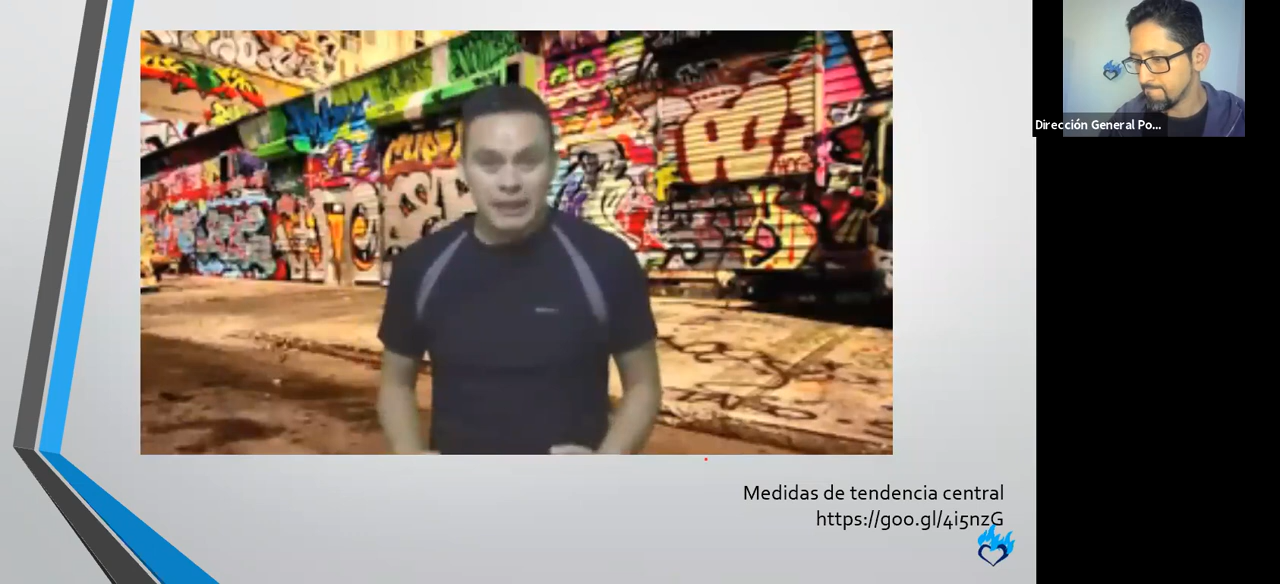 Dirección General Po...
Medidas de tendencia central
https://goo.gl/4i5nzG